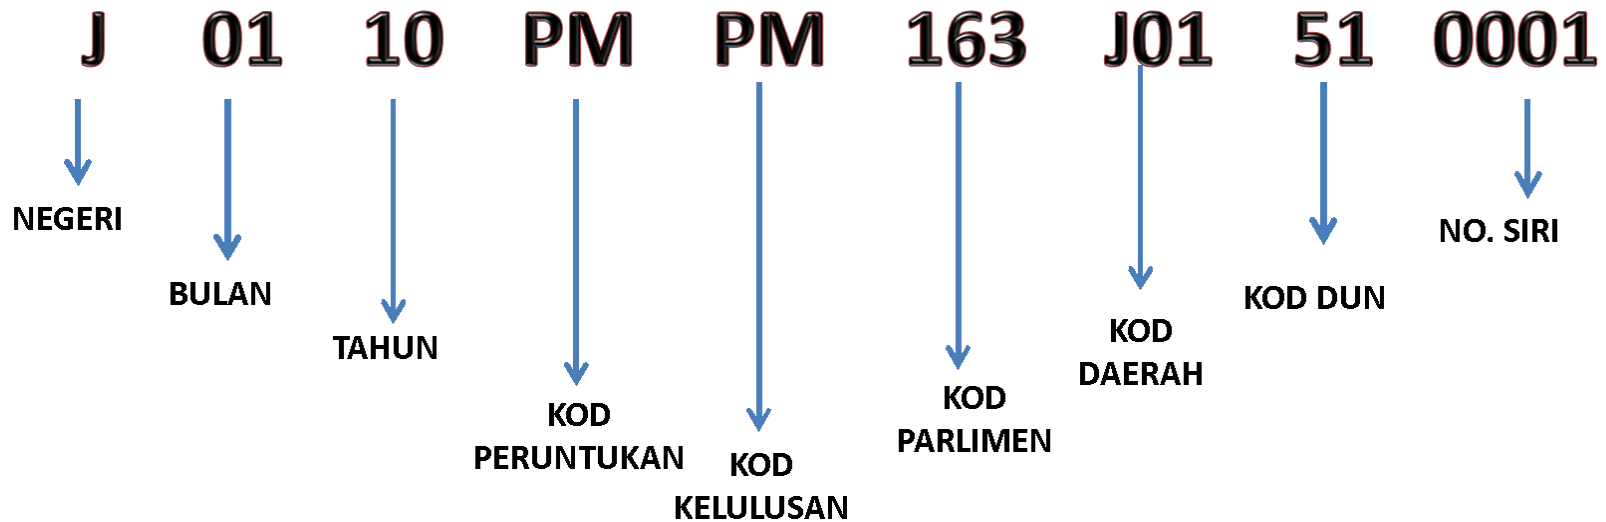 J 01 10 PM PM 163 J01 51 0001
NEGERI
BULAN
TAHUN
KOD
PERUNTUKAN
KOD
KELULUSAN
KOD
PARLIMEN
KOD
DAERAH
KOD DUN
NO. SIRI